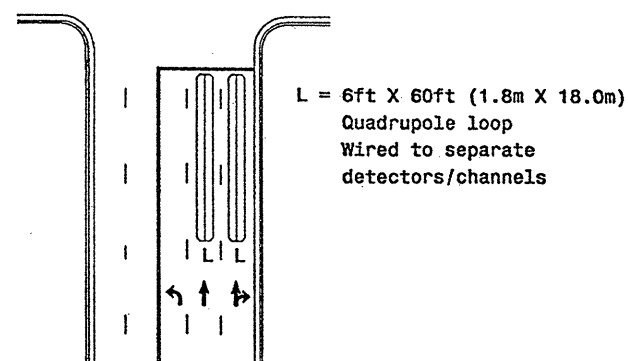 L = 6ft X 60ft (1.8m X 18.0m)
Quadrupole loop
Wired to separate
detectors/channels
L L